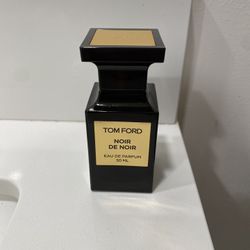 TOM FORD
NOIR
DE NOIR
EAU DE PARFUM
50 ML